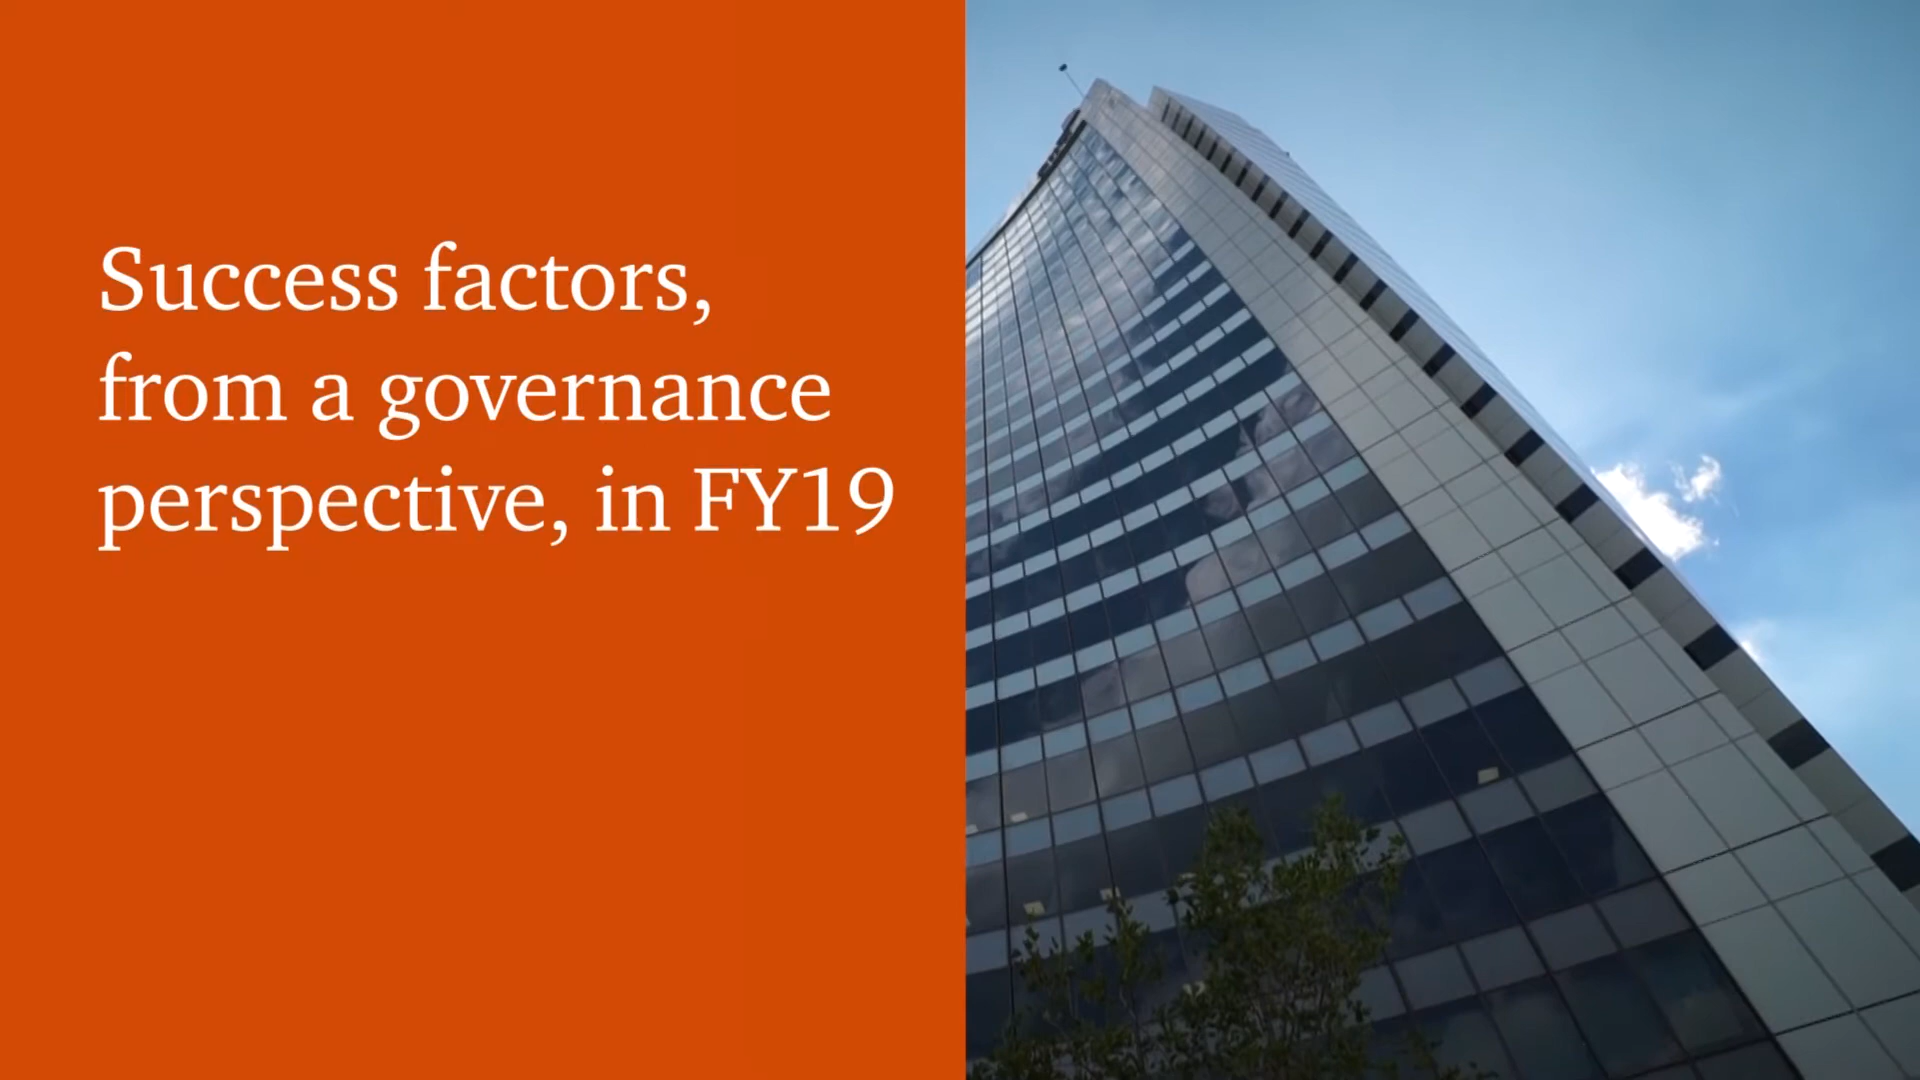 Success factors,
from a governance
perspective, in FY19